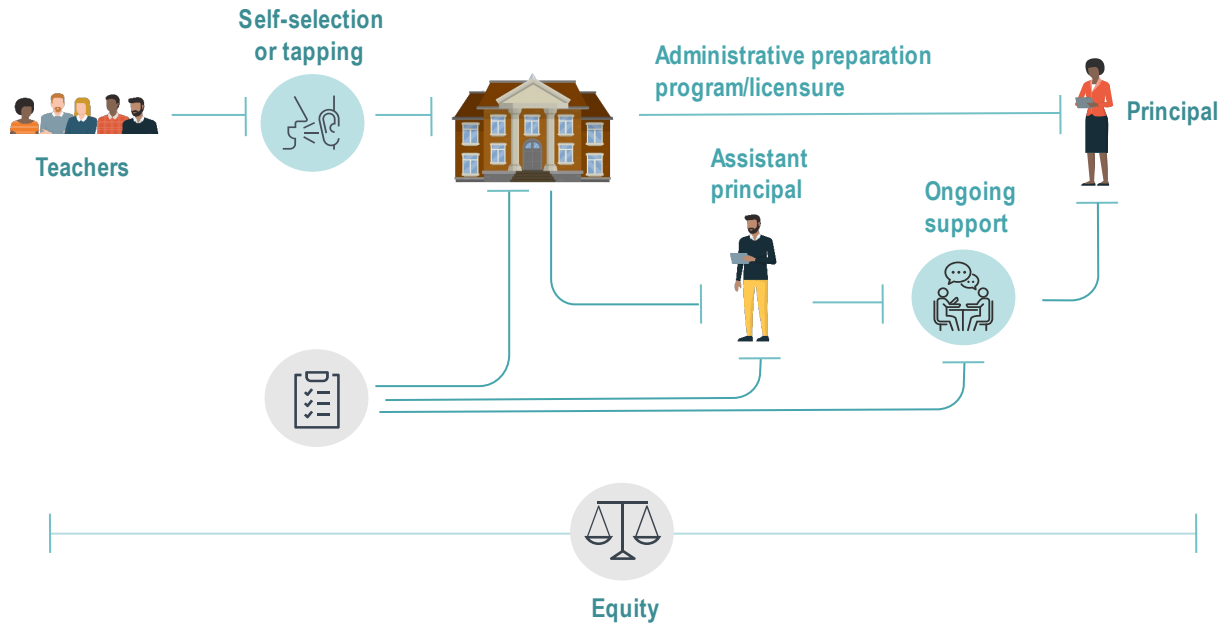 Self-selection
or tapping
Administrative preparation
program/licensure
Principal
Teachers
Assistant
principal
Ongoing
support
Equity